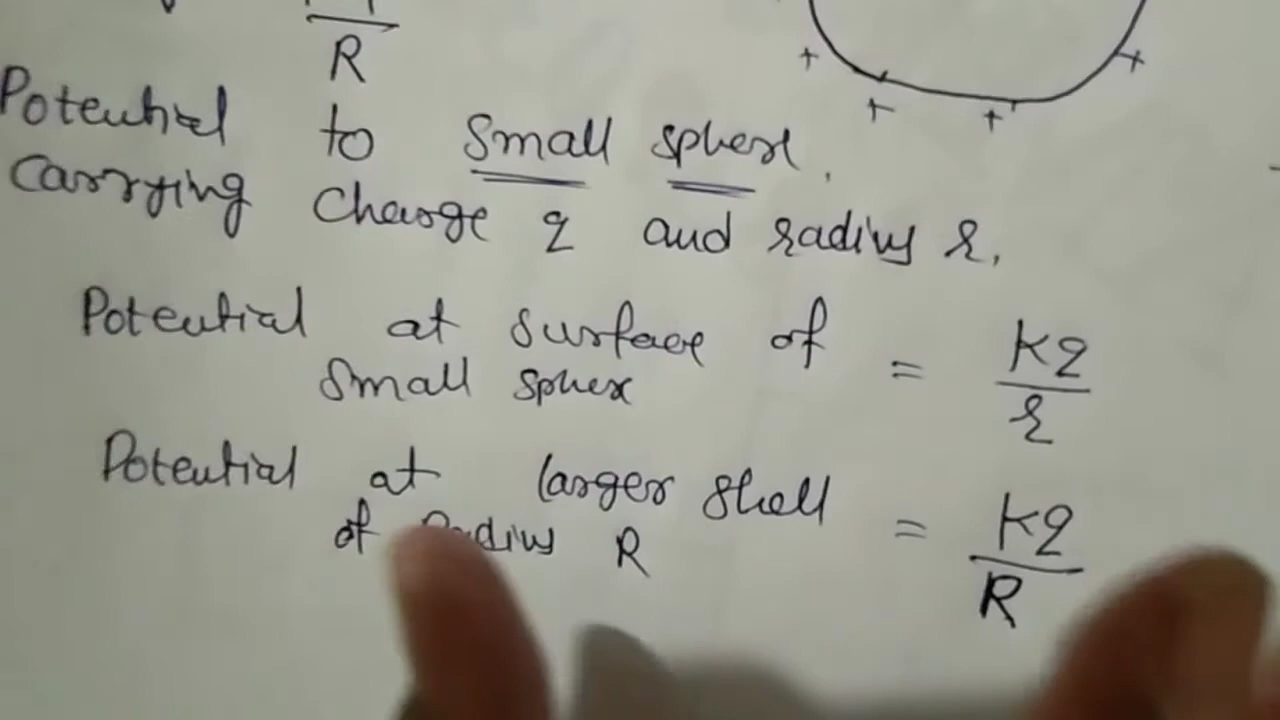 R
Potential to Small sphere.
Carrying Charge q and radius r,
Potential at surface of
small sphere
= Kq
r
Potential at larger shell
of Radius R
= Kq
R
+ + + +